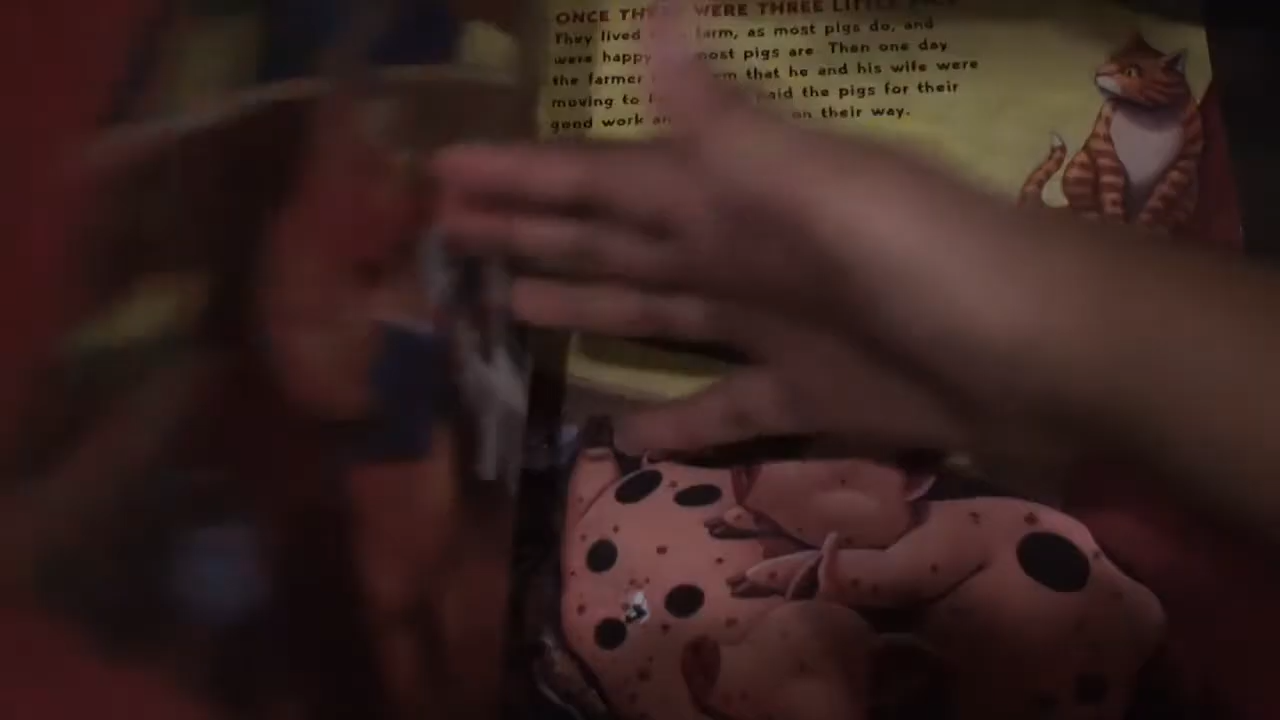 ONCE TH WERE THREE LITTLE
They lived farm, as most pigs do, and
were happy most pigs are. Then one day
the farmer that he and his wife were
moving to paid the pigs for their
good work on their way.